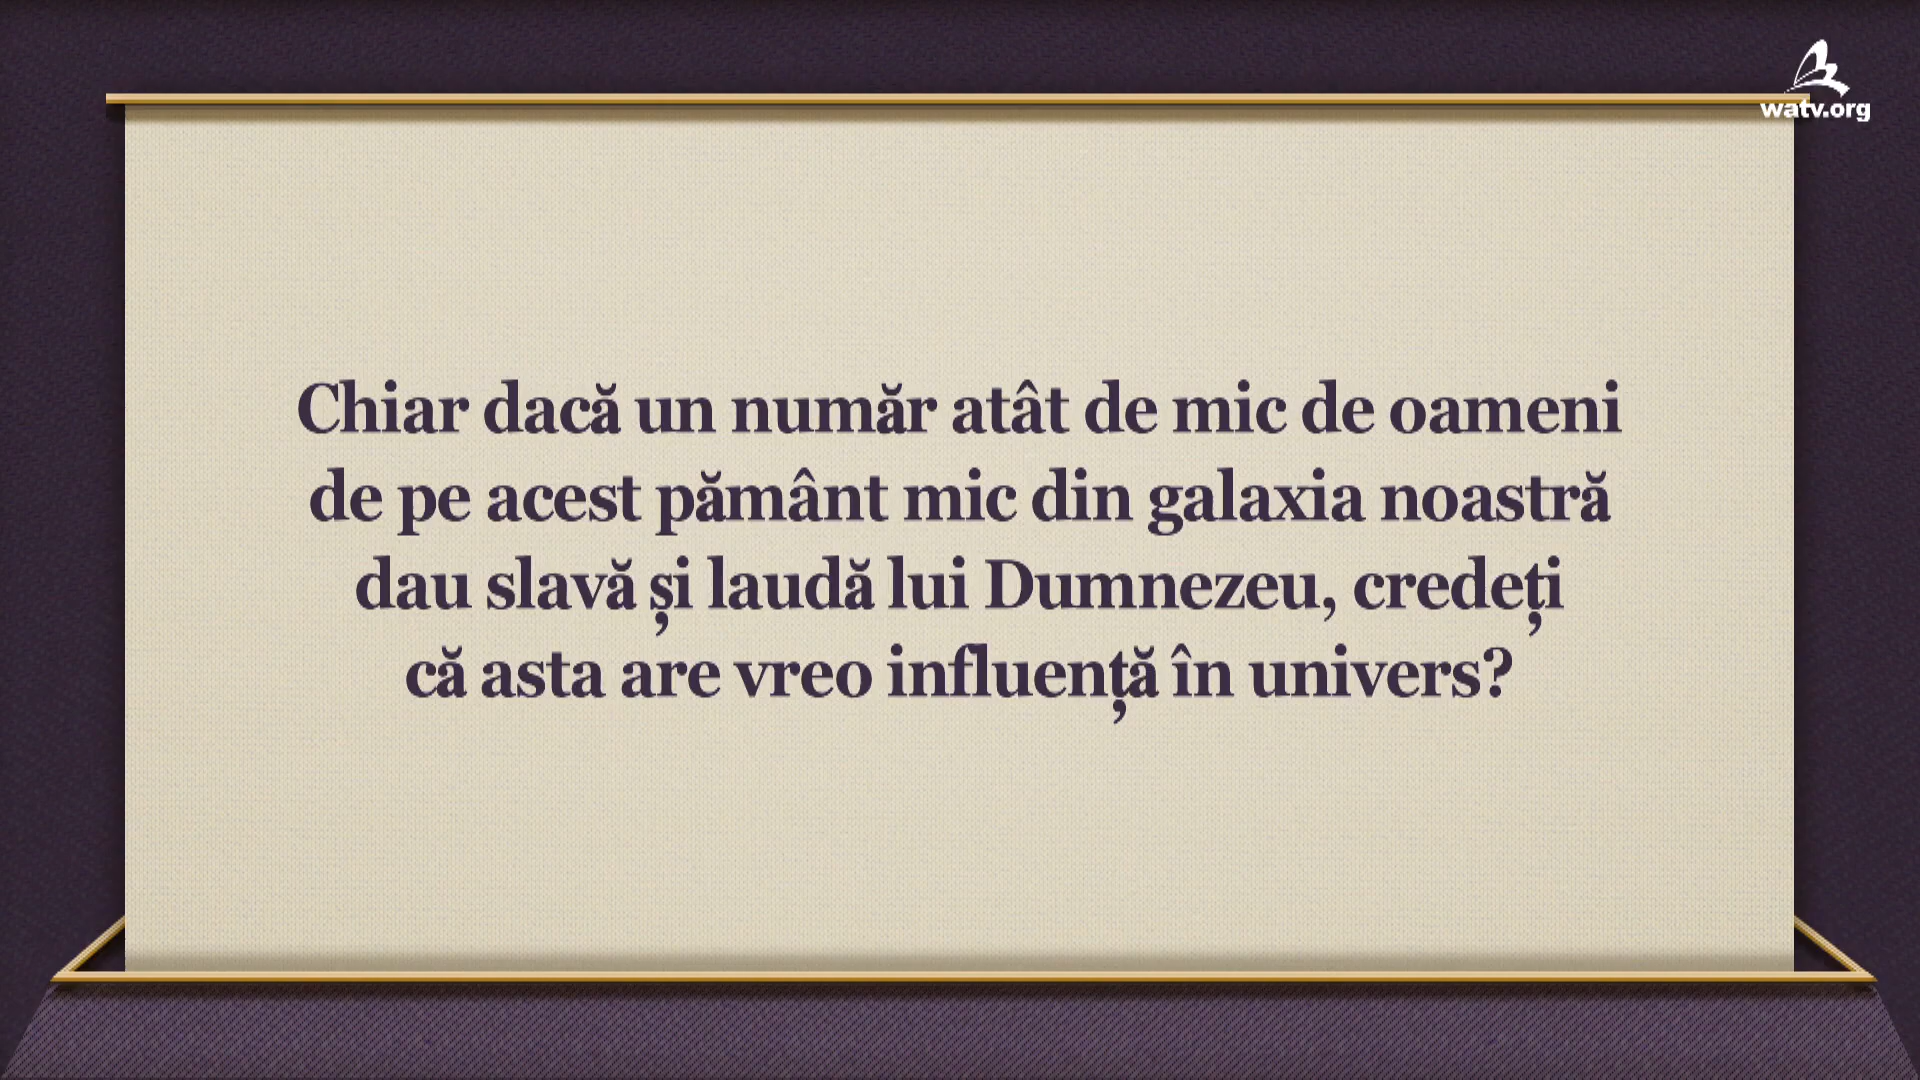 watv.org
Chiar dacă un număr atât de mic de oameni
de pe acest pământ mic din galaxia noastră
dau slavă și laudă lui Dumnezeu, credeți
că asta are vreo influență în univers?